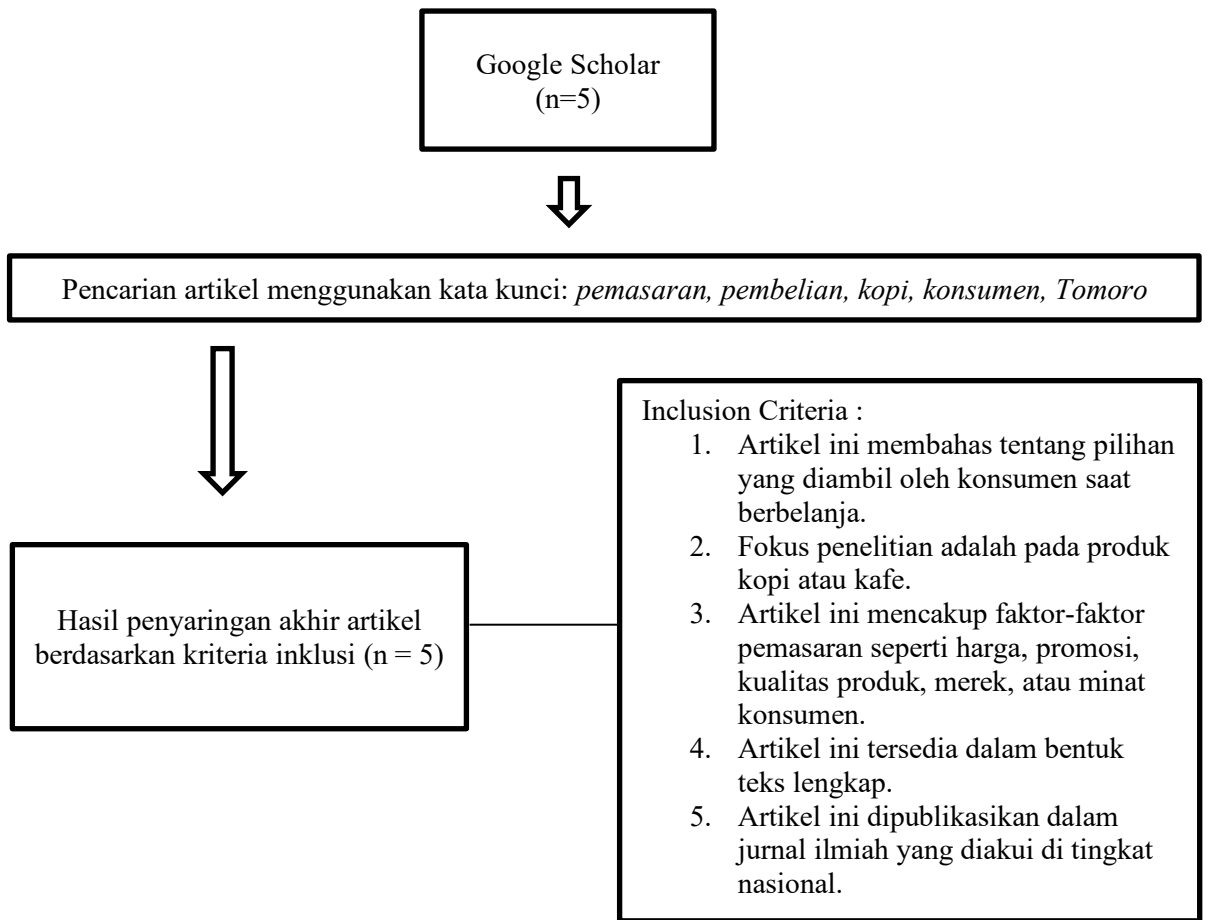 Google Scholar
(n=5)
Pencarian artikel menggunakan kata kunci: pemasaran, pembelian, kopi, konsumen, Tomoro
Hasil penyaringan akhir artikel
berdasarkan kriteria inklusi (n = 5)
Inclusion Criteria :
1. Artikel ini membahas tentang pilihan
yang diambil oleh konsumen saat
berbelanja.
2. Fokus penelitian adalah pada produk
kopi atau kafe.
3. Artikel ini mencakup faktor-faktor
pemasaran seperti harga, promosi,
kualitas produk, merek, atau minat
konsumen.
4. Artikel ini tersedia dalam bentuk
teks lengkap.
5. Artikel ini dipublikasikan dalam
jurnal ilmiah yang diakui di tingkat
nasional.